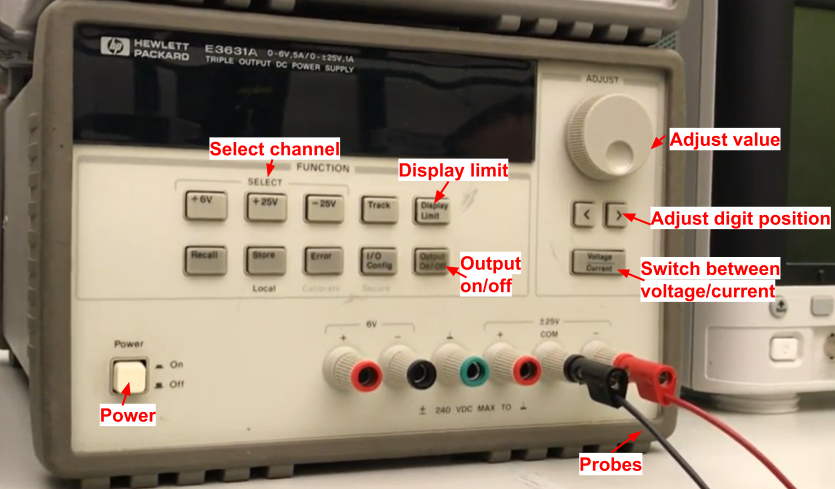 hp HEWLETT
PACKARD
E3631A 0-6V,5A/0-±25V,1A
TRIPLE OUTPUT DC POWER SUPPLY
ADJUST
Adjust value
Select channel
FUNCTION
Display limit
SELECT
+6V
+25V
-25V
Track
Display
Limit
<
>
Adjust digit position
Recall
Store
Error
I/O
Config
Output
On/Off
Output
on/off
Voltage
Current
Switch between
voltage/current
Local
Calibrate
Secure
Power
On
Off
Power
6V
±25V
+
-
+
COM
-
± 240 VDC MAX TO
Probes